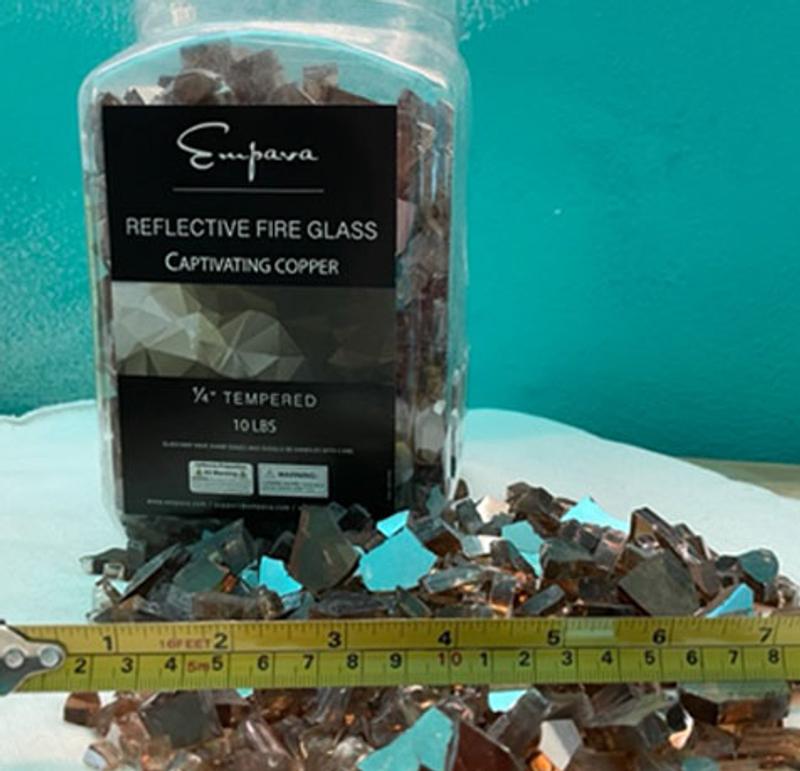 Empava
REFLECTIVE FIRE GLASS
CAPTIVATING COPPER
1/4" TEMPERED
10 LBS
WARNING:
1 16FEET 2 3 4 5 6 7
2 3 4 5m 5 6 7 8 9 10 1 2 3 4 5 6 7 8